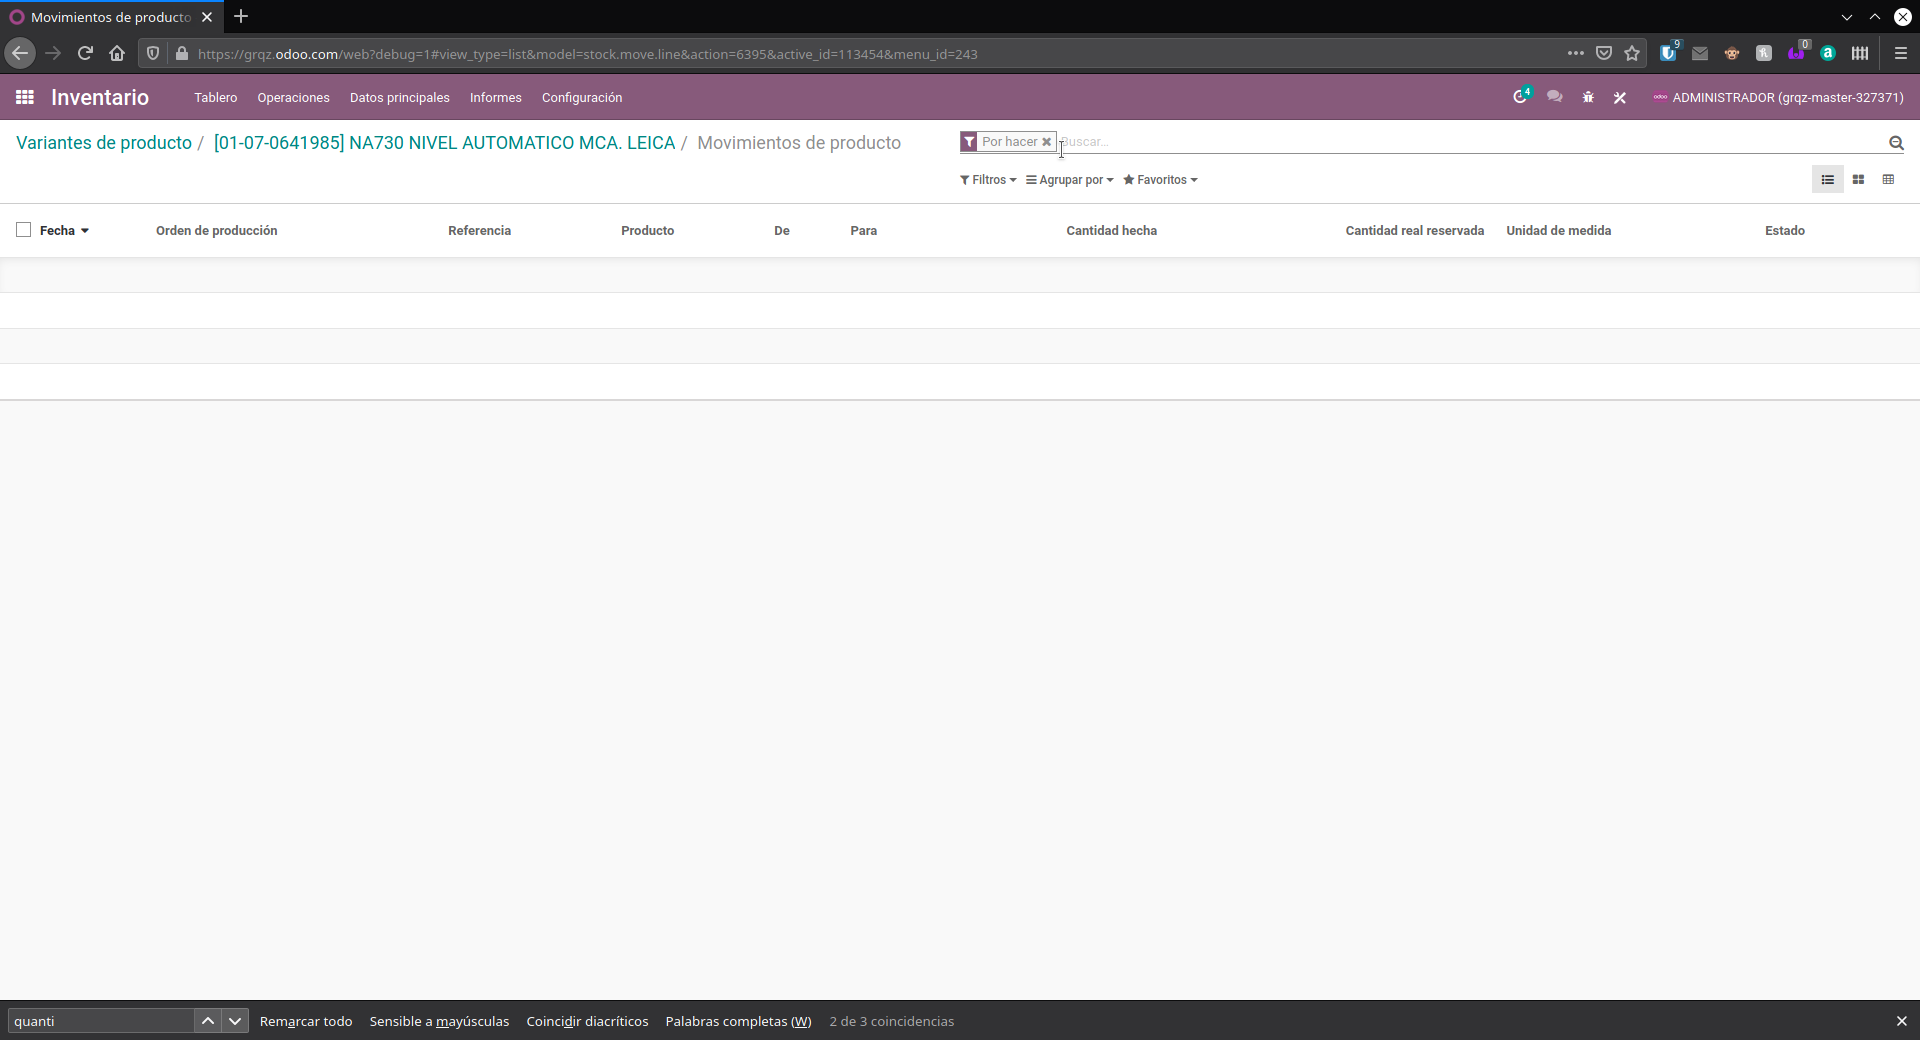 Movimientos de producto
https://grqz.odoo.com/web?debug=1#view_type=list&model=stock.move.line&action=6395&active_id=113454&menu_id=243
9
0
a
Inventario Tablero Operaciones Datos principales Informes Configuración 4 odoo ADMINISTRADOR (grqz-master-327371)
Variantes de producto / [01-07-0641985] NA730 NIVEL AUTOMATICO MCA. LEICA / Movimientos de producto
Por hacer Buscar...
Filtros Agrupar por Favoritos
Fecha Orden de producción Referencia Producto De Para Cantidad hecha Cantidad real reservada Unidad de medida Estado
quanti Remarcar todo Sensible a mayúsculas Coincidir diacríticos Palabras completas (W) 2 de 3 coincidencias